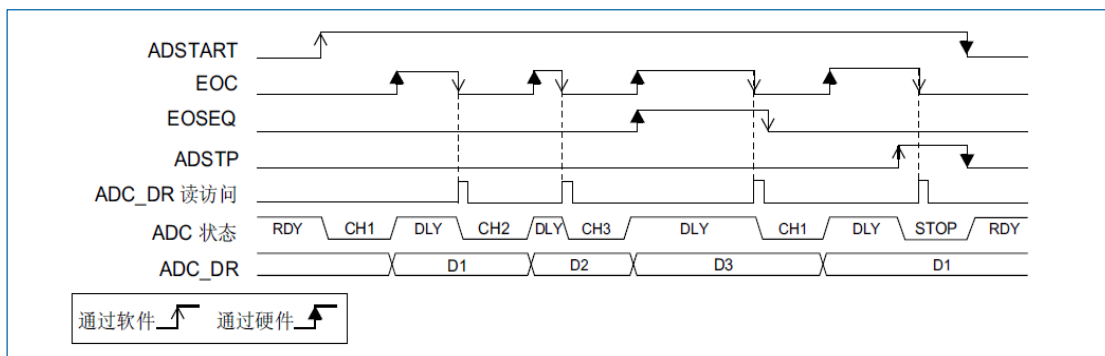 ADSTART
EOC
EOSEQ
ADSTP
ADC_DR 读访问
ADC 状态 RDY CH1 DLY CH2 DLY CH3 DLY CH1 DLY STOP RDY
ADC_DR D1 D2 D3 D1
通过软件 通过硬件